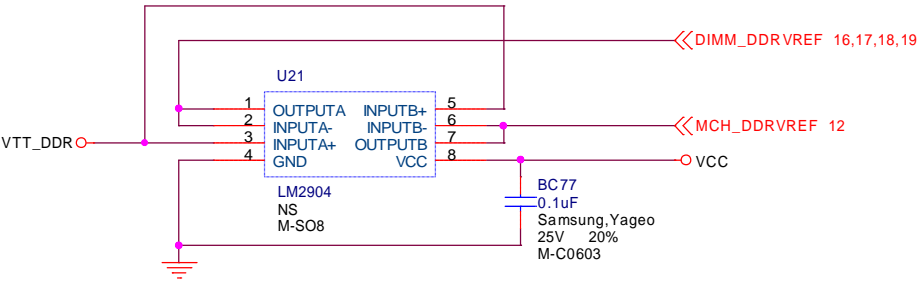 DIMM_DDRVREF 16,17,18,19
U21
1 OUTPUTA INPUTB+ 5
2 INPUTA- INPUTB- 6
MCH_DDRVREF 12
VTT_DDR 3 INPUTA+ OUTPUTB 7
4 GND VCC 8
VCC
LM2904
NS
M-SO8
BC77
0.1uF
Samsung,Yageo
25V 20%
M-C0603